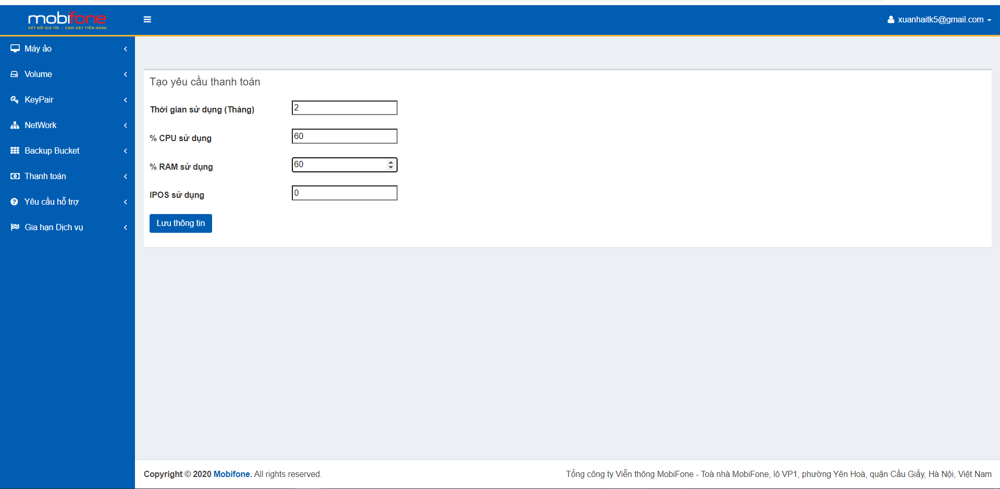 mobifone
KẾT NỐI GIÁ TRỊ - KHƠI DẬY TIỀM NĂNG
xuanhaitk5@gmail.com
Máy ảo
Volume
KeyPair
NetWork
Backup Bucket
Thanh toán
Yêu cầu hỗ trợ
Gia hạn Dịch vụ
Tạo yêu cầu thanh toán
Thời gian sử dụng (Tháng) 2
% CPU sử dụng 60
% RAM sử dụng 60
IPOS sử dụng 0
Lưu thông tin
Copyright © 2020 Mobifone. All rights reserved.
Tổng công ty Viễn thông MobiFone - Toà nhà MobiFone, lô VP1, phường Yên Hoà, quận Cầu Giấy, Hà Nội, Việt Nam